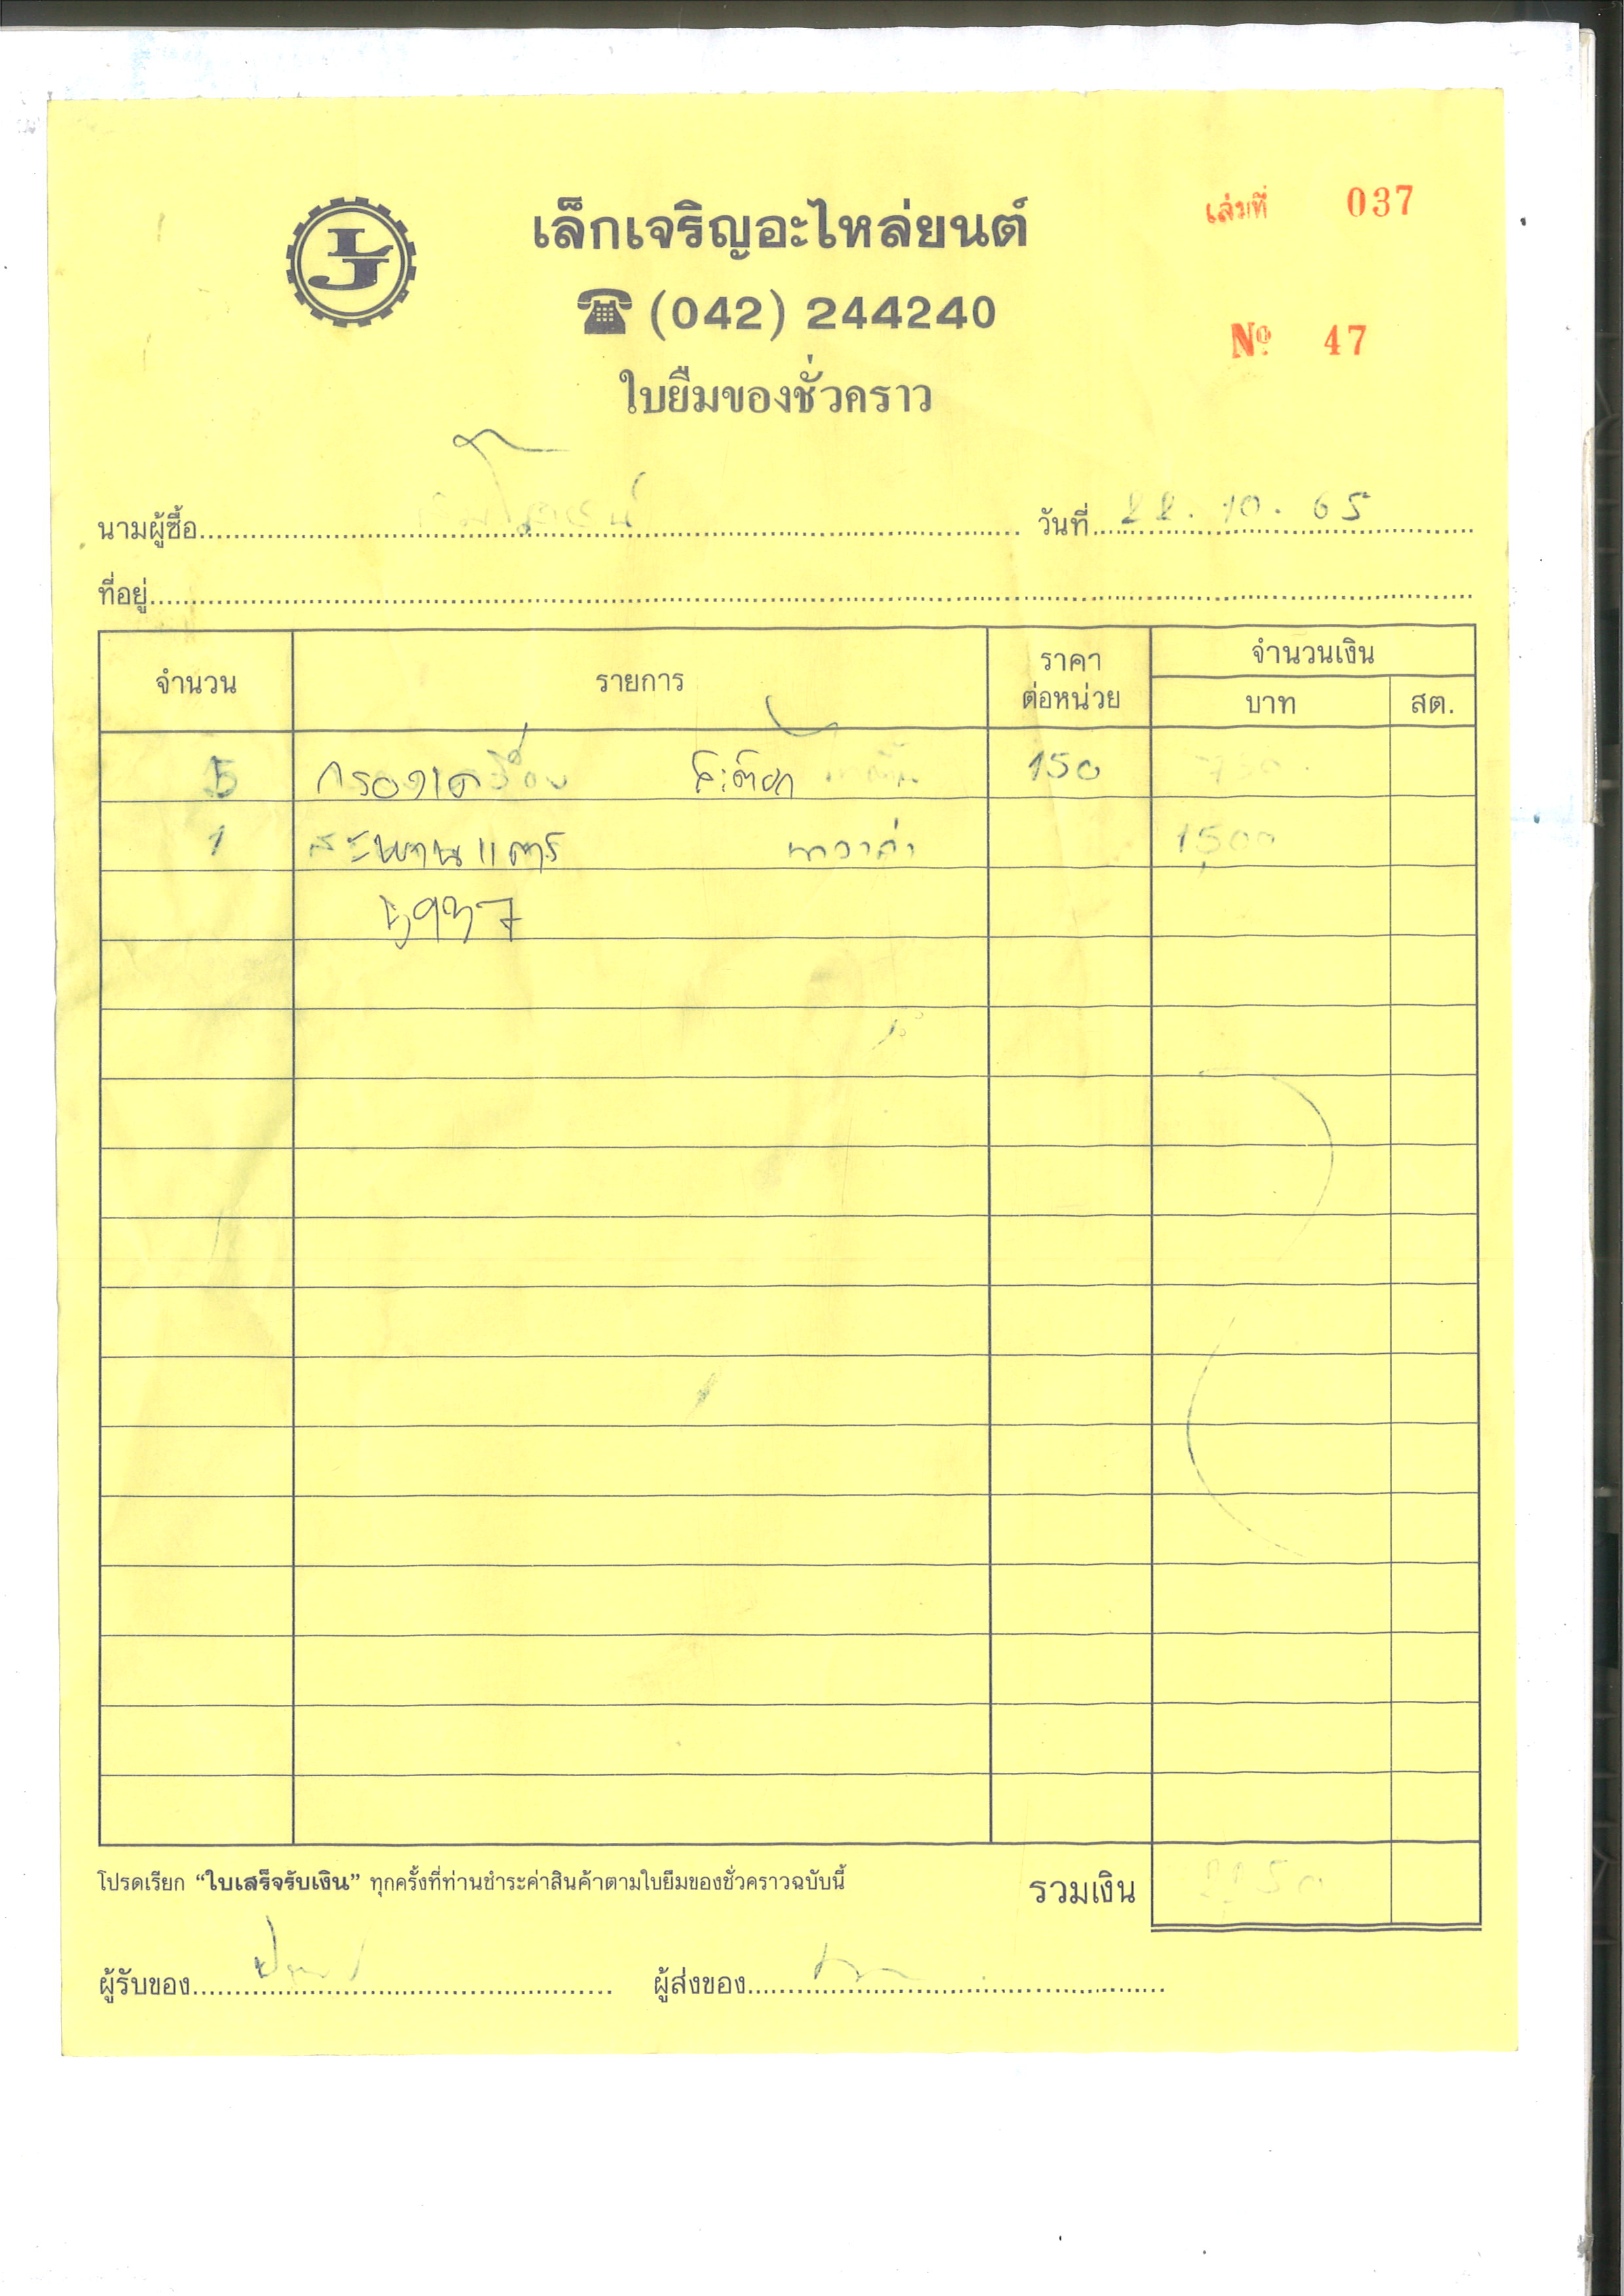 เล็กเจริญอะไหล่ยนต์
เล่มที่ 037
(042) 244240
Nº 47
ใบยืมของชั่วคราว
นามผู้ซื้อ
วันที่ 22.10.65
ที่อยู่
จำนวน รายการ ราคาต่อหน่วย จำนวนเงิน บาท สต.
5 กรองเครื่อง 150 750
1 สะพานแตร 1500
รวมเงิน
โปรดเรียก “ใบเสร็จรับเงิน” ทุกครั้งที่ท่านชำระค่าสินค้าตามใบยืมของชั่วคราวฉบับนี้
ผู้รับของ ผู้ส่งของ